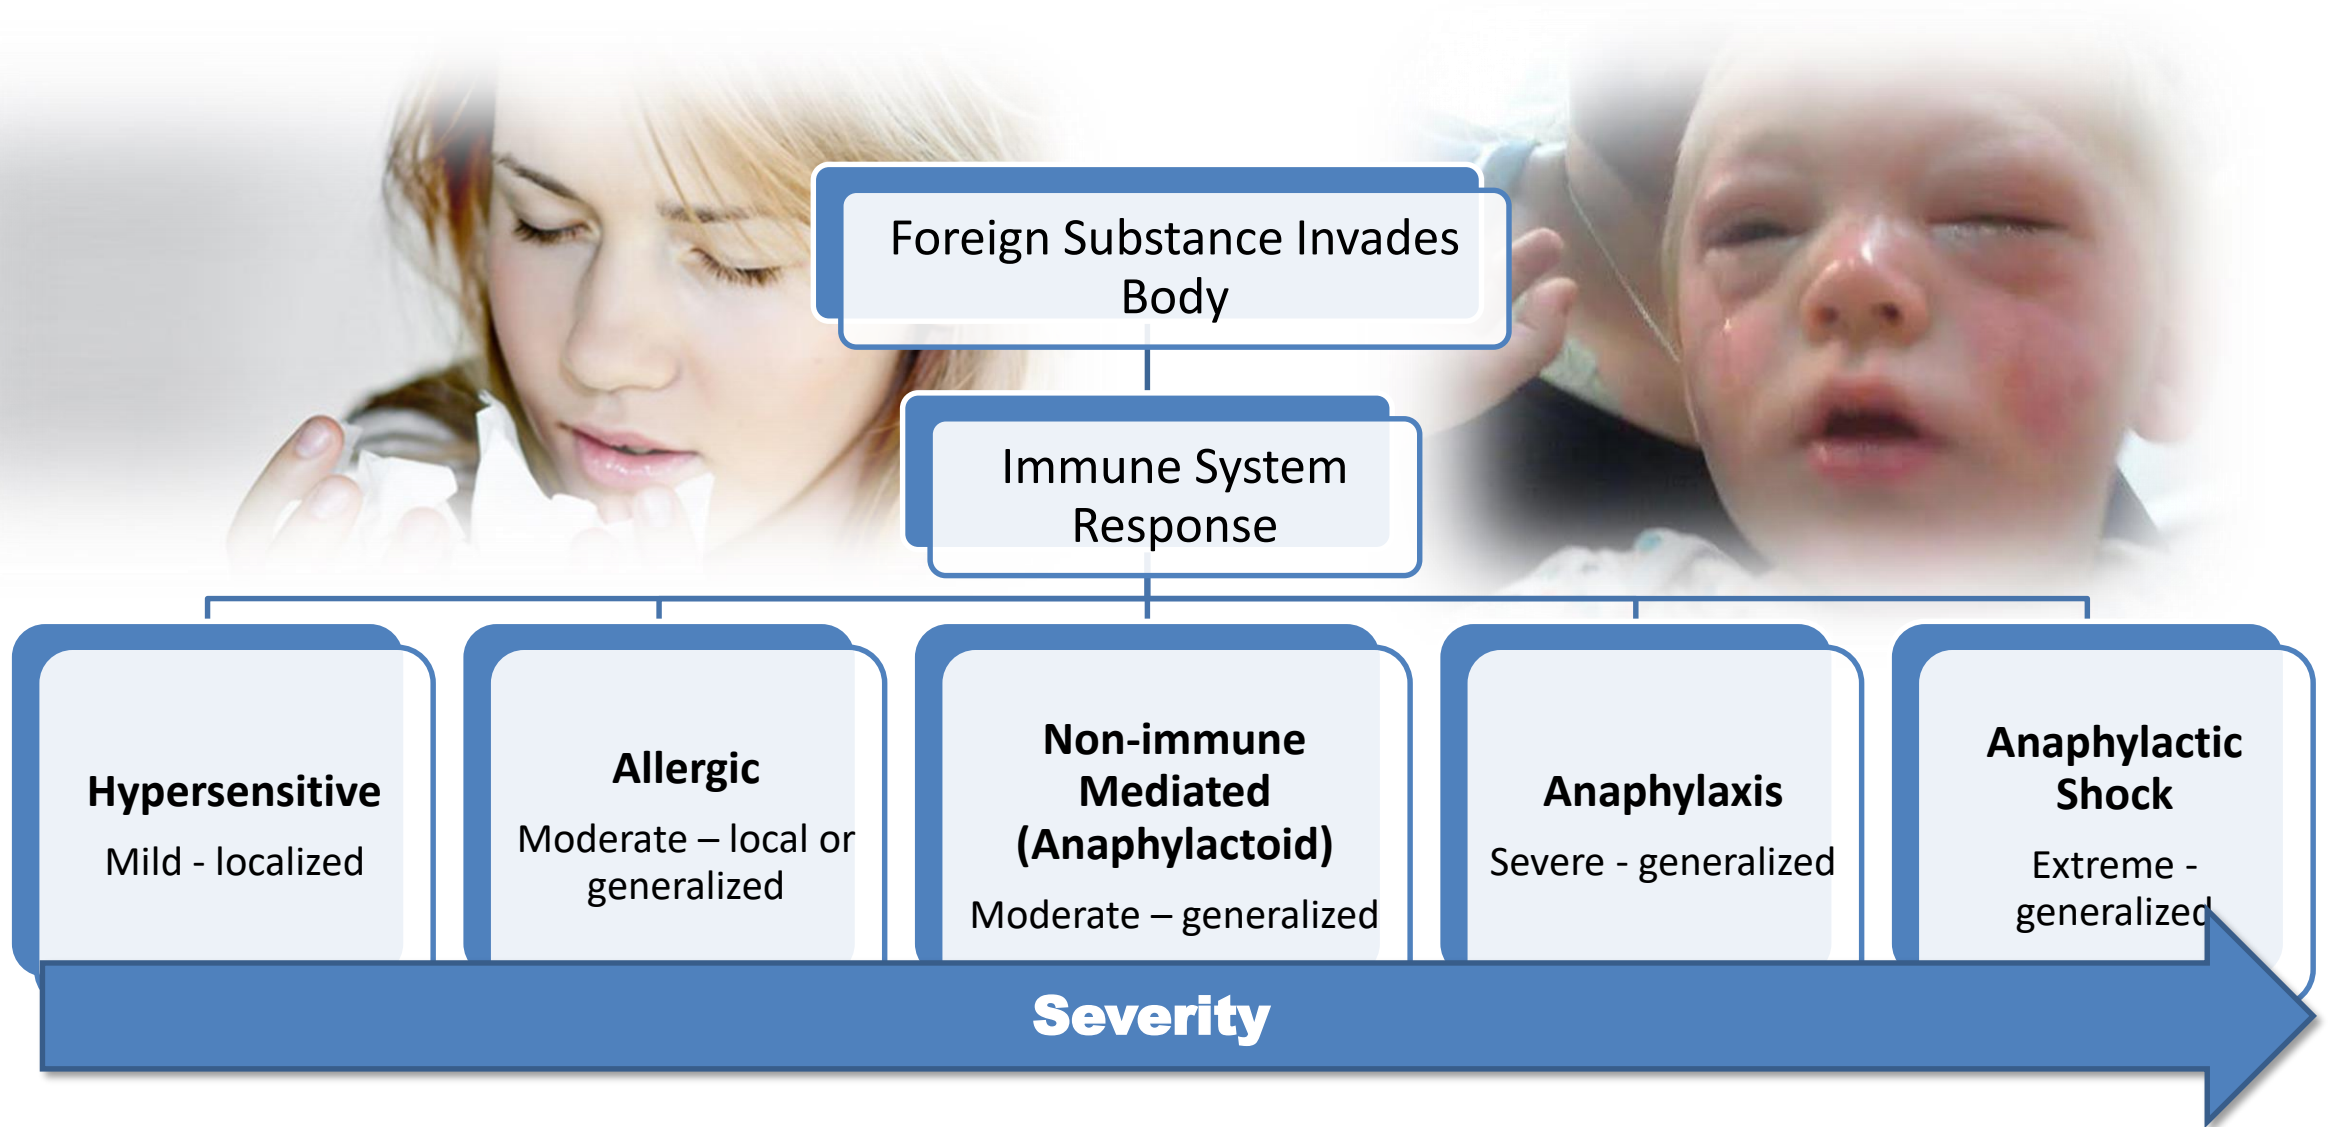 Foreign Substance Invades
Body
Immune System
Response
Hypersensitive
Mild - localized
Allergic
Moderate – local or
generalized
Non-immune
Mediated
(Anaphylactoid)
Moderate – generalized
Anaphylaxis
Severe - generalized
Anaphylactic
Shock
Extreme -
generalized
Severity